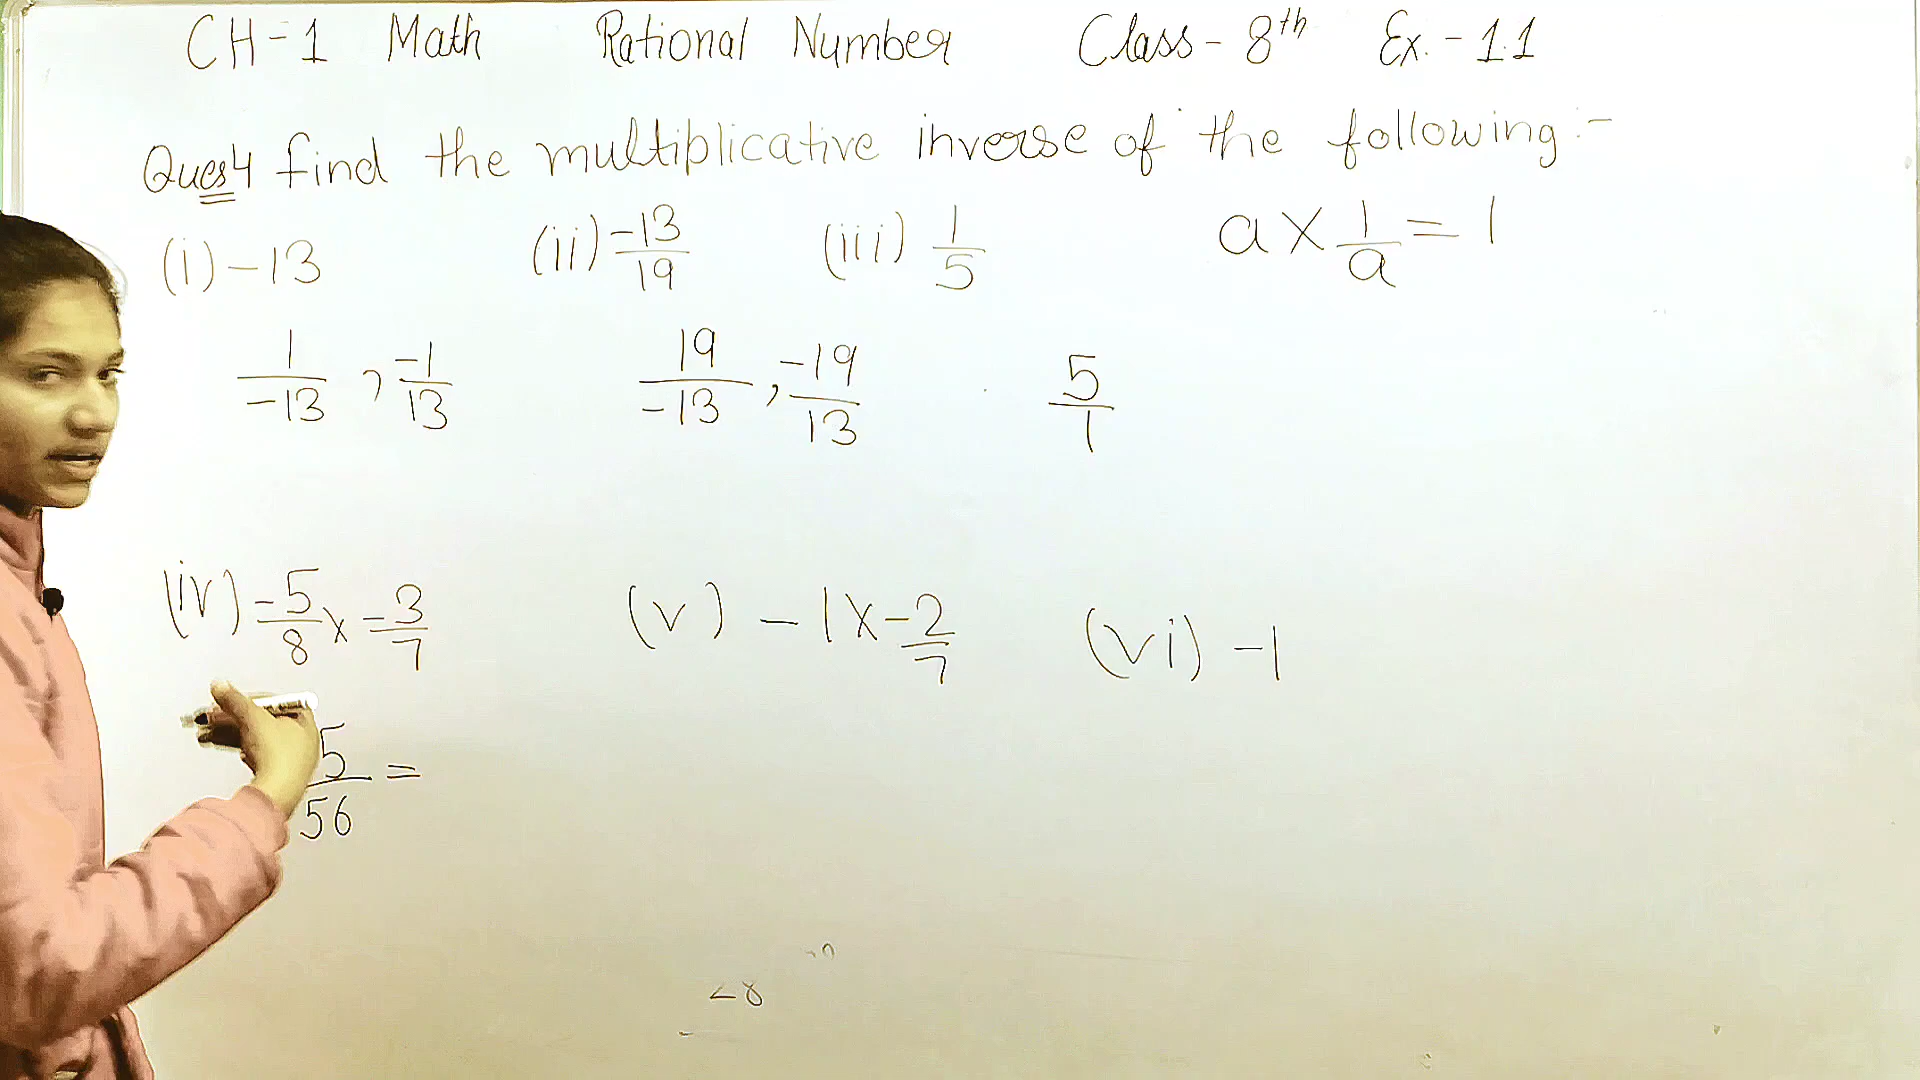 CH-1 Math Rational Number Class-8th Ex.-1.1
Ques4 find the multiplicative inverse of the following:-
(i) -13 (ii) -13/19 (iii) 1/5 a × 1/a = 1
1/-13 , -1/13 19/-13 , -19/13 5/1
(iv) -5/8 × -3/7 (v) -1 × -2/7 (vi) -1
5/56 =